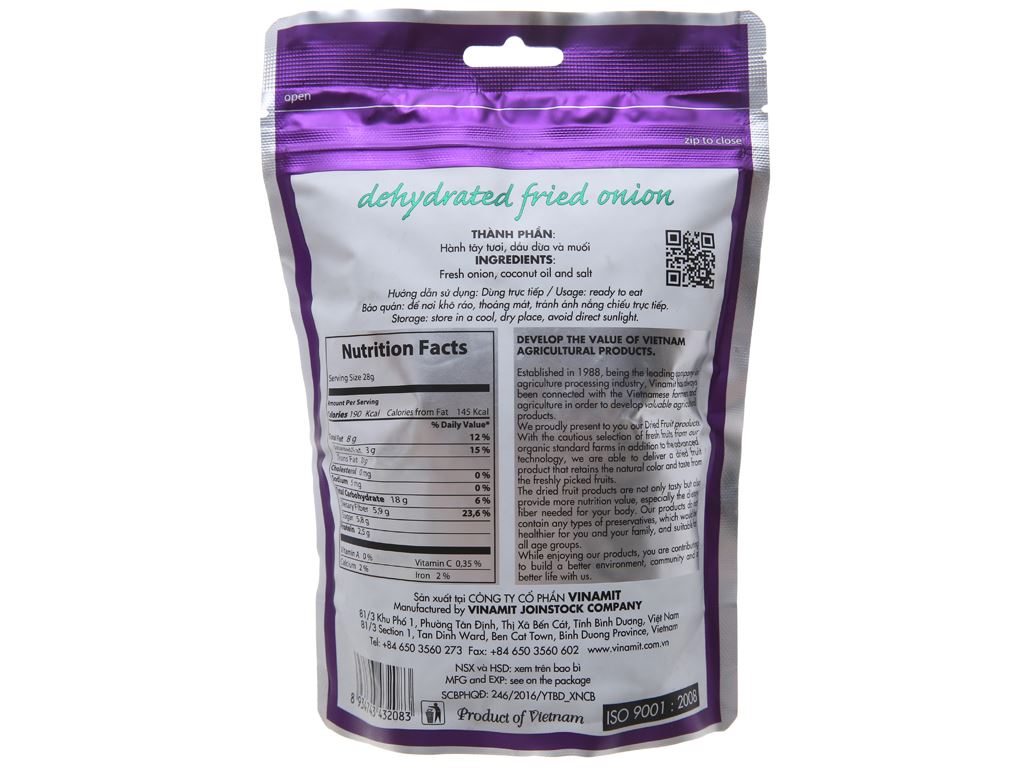 open
zip to close
dehydrated fried onion
THÀNH PHẦN:
Hành tây tươi, dầu dừa và muối
INGREDIENTS:
Fresh onion, coconut oil and salt
Hướng dẫn sử dụng: Dùng trực tiếp / Usage: ready to eat
Bảo quản: để nơi khô ráo, thoáng mát, tránh ánh nắng chiếu trực tiếp.
Storage: store in a cool, dry place, avoid direct sunlight.
Nutrition Facts
Serving Size 28g
Amount Per Serving
Calories 190 Kcal Calories from Fat 145 Kcal
% Daily Value*
Total Fat 8 g 12 %
3 g 15 %
Trans Fat 0g
Cholesterol 0 mg 0 %
Sodium 5 mg 0 %
Total Carbohydrate 18 g 6 %
Dietary Fiber 5,9 g 23,6 %
Sugar 5,8 g
Protein 2,5 g
Vitamin A 0 % Vitamin C 0,35 %
Calcium 2 % Iron 2 %
DEVELOP THE VALUE OF VIETNAM
AGRICULTURAL PRODUCTS.
Established in 1988, being the leading company in
agriculture processing industry, Vinamit has always
been connected with the Vietnamese farmers and
agriculture in order to develop valuable
products.
We proudly present to you our Dried Fruit products.
With the cautious selection of fresh fruits from our
organic standard farms in addition to the advanced
technology, we are able to deliver a dried fruit
product that retains the natural color and taste from
the freshly picked fruits.
The dried fruit products are not only tasty but also
provide more nutrition value, especially the dietary
fiber needed for your body. Our products do not
contain any types of preservatives, which would be
healthier for you and your family, and suitable for
all age groups.
While enjoying our products, you are contributing
to build a better environment, community and a
better life with us.
Sản xuất tại CÔNG TY CỔ PHẦN VINAMIT
Manufactured by VINAMIT JOINSTOCK COMPANY
81/3 Khu Phố 1, Phường Tân Định, Thị Xã Bến Cát, Tỉnh Bình Dương, Việt Nam
81/3 Section 1, Tan Dinh Ward, Ben Cat Town, Binh Duong Province, Vietnam
Tel: +84 650 3560 273 Fax: +84 650 3560 602 www.vinamit.com.vn
NSX và HSD: xem trên bao bì
MFG and EXP: see on the package
SCBPHQĐ: 246/2016/YTBD_XNCB
8 934743 432083
Product of Vietnam
ISO 9001 : 2008